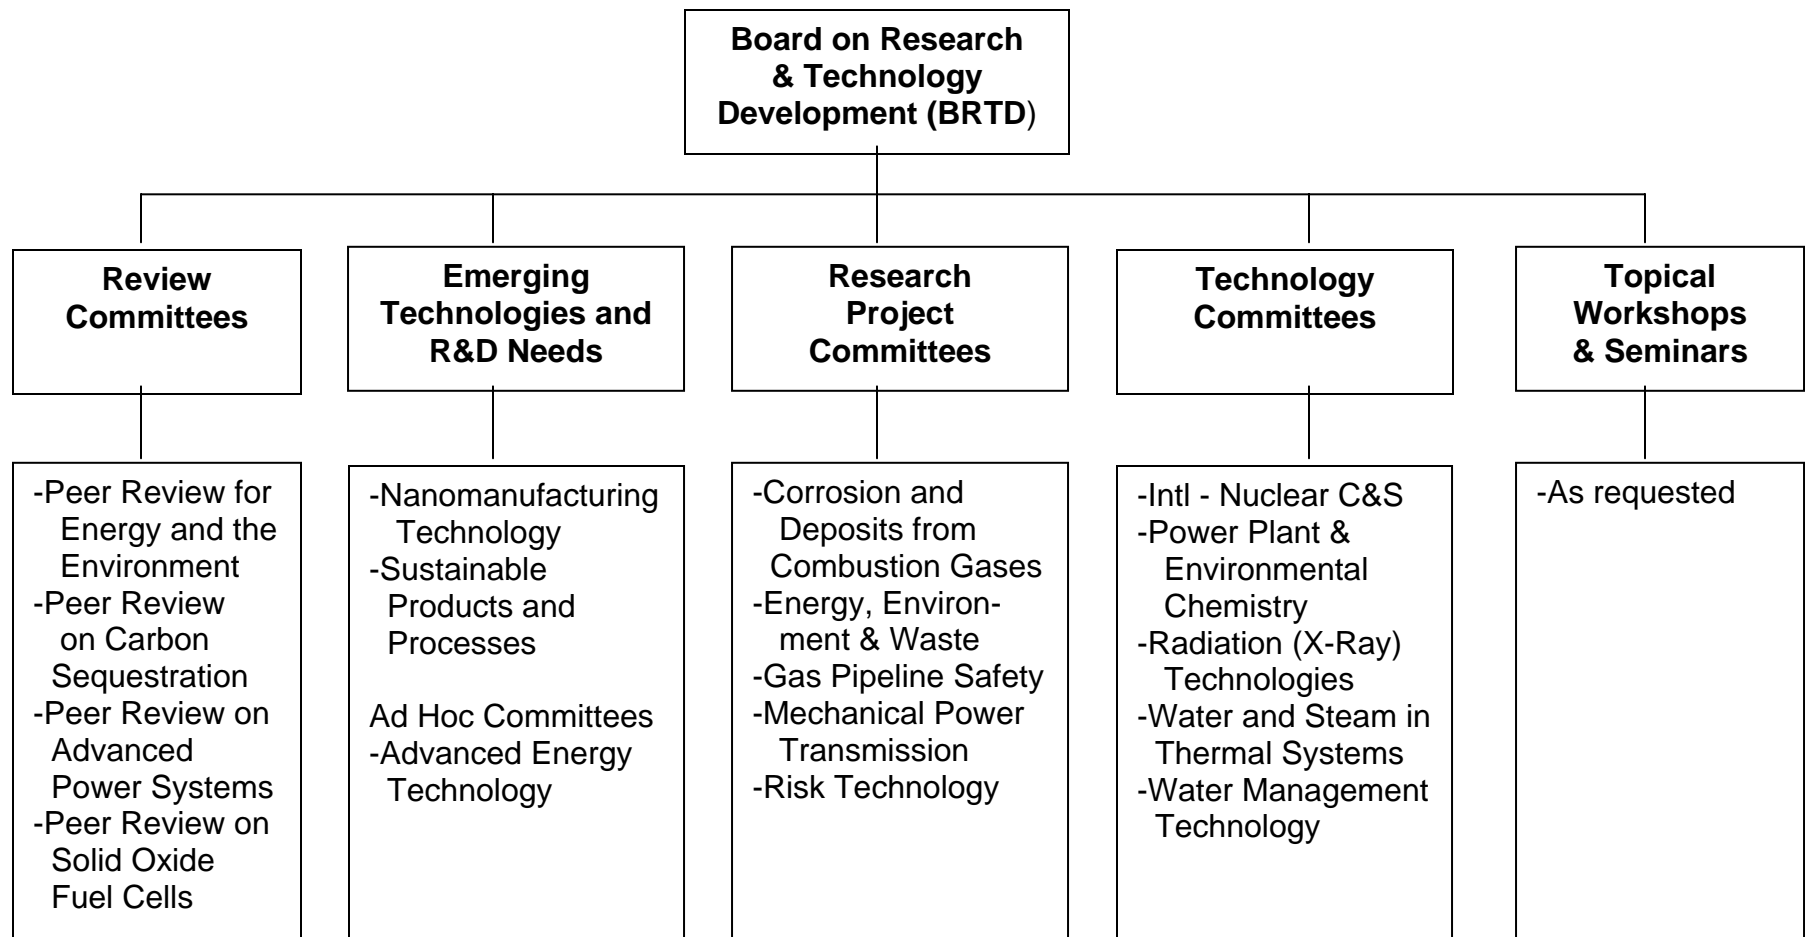 Board on Research
& Technology
Development (BRTD)
Review
Committees
Emerging
Technologies and
R&D Needs
Research
Project
Committees
Technology
Committees
Topical
Workshops
& Seminars
-Peer Review for
Energy and the
Environment
-Peer Review
on Carbon
Sequestration
-Peer Review on
Advanced
Power Systems
-Peer Review on
Solid Oxide
Fuel Cells
-Nanomanufacturing
Technology
-Sustainable
Products and
Processes
Ad Hoc Committees
-Advanced Energy
Technology
-Corrosion and
Deposits from
Combustion Gases
-Energy, Environ-
ment & Waste
-Gas Pipeline Safety
-Mechanical Power
Transmission
-Risk Technology
-Intl - Nuclear C&S
-Power Plant &
Environmental
Chemistry
-Radiation (X-Ray)
Technologies
-Water and Steam in
Thermal Systems
-Water Management
Technology
-As requested